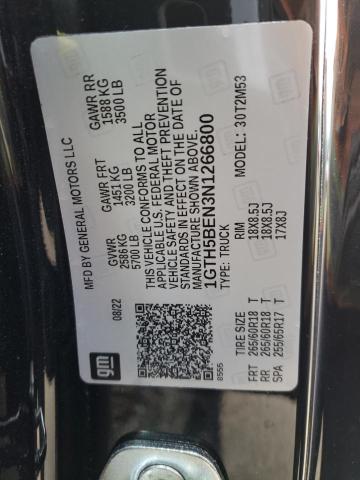 MFD BY GENERAL MOTORS LLC
08/22
GVWR
2586 KG
5700 LB
GAWR FRT
1451 KG
3200 LB
GAWR RR
1588 KG
3500 LB
THIS VEHICLE CONFORMS TO ALL
APPLICABLE U.S. FEDERAL MOTOR
VEHICLE SAFETY AND THEFT PREVENTION
STANDARDS IN EFFECT ON THE DATE OF
MANUFACTURE SHOWN ABOVE.
1GTH5BEN3N1266800
TYPE: TRUCK
MODEL: 30T2M53
gm
8555
TIRE SIZE RIM
FRT 265/60R18 T 18X8.5J
RR 265/60R18 T 18X8.5J
SPA 255/65R17 T 17X8J